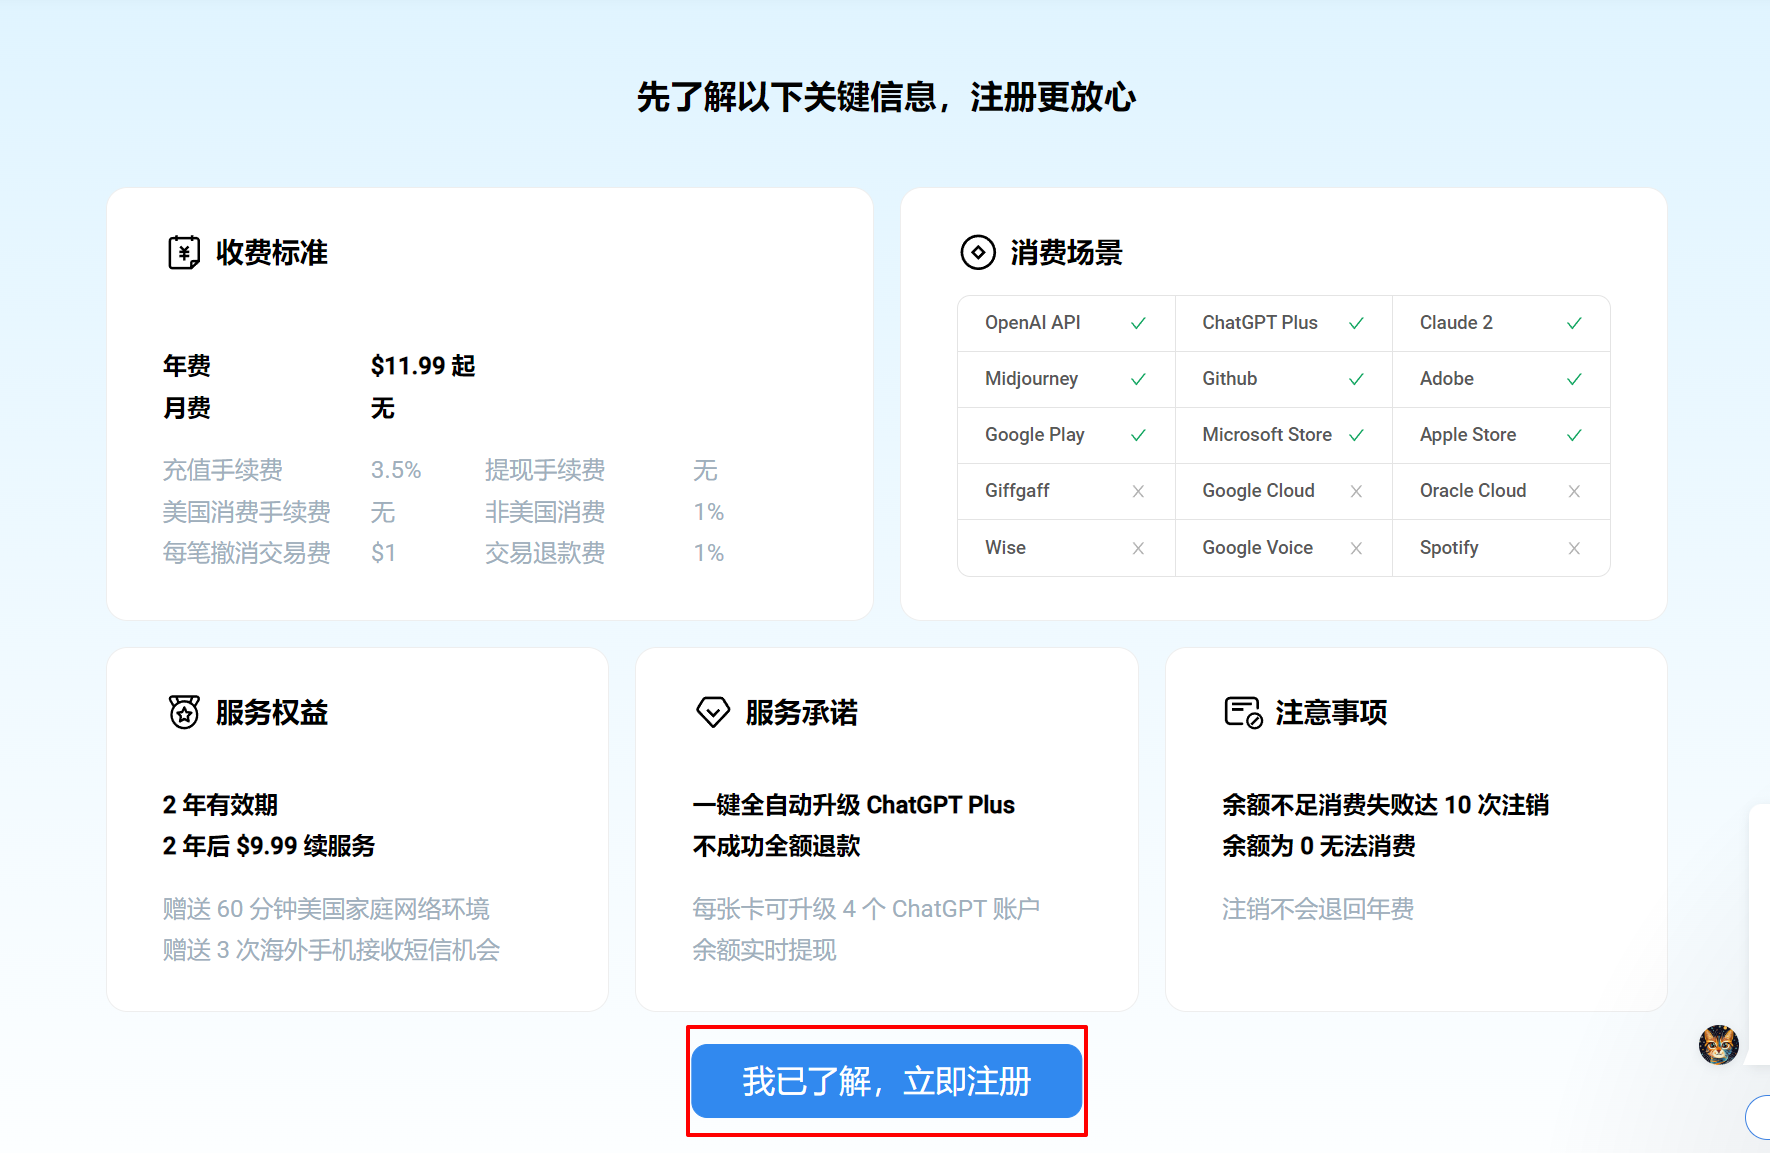 先了解以下关键信息，注册更放心
收费标准
年费 $11.99 起
月费 无
充值手续费 3.5% 提现手续费 无
美国消费手续费 无 非美国消费 1%
每笔撤消交易费 $1 交易退款费 1%
消费场景
OpenAI API ✓ ChatGPT Plus ✓ Claude 2 ✓
Midjourney ✓ Github ✓ Adobe ✓
Google Play ✓ Microsoft Store ✓ Apple Store ✓
Giffgaff × Google Cloud × Oracle Cloud ×
Wise × Google Voice × Spotify ×
服务权益
2 年有效期
2 年后 $9.99 续服务
赠送 60 分钟美国家庭网络环境
赠送 3 次海外手机接收短信机会
服务承诺
一键全自动升级 ChatGPT Plus
不成功全额退款
每张卡可升级 4 个 ChatGPT 账户
余额实时提现
注意事项
余额不足消费失败达 10 次注销
余额为 0 无法消费
注销不会退回年费
我已了解，立即注册